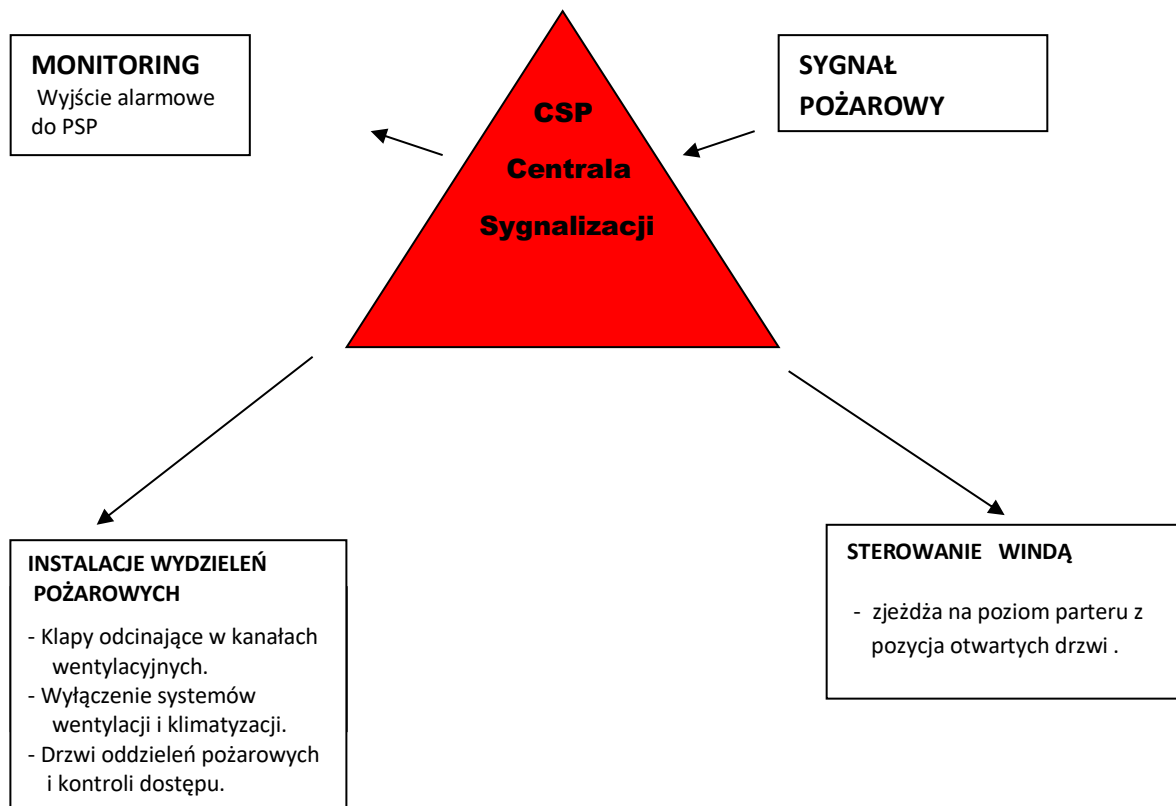 MONITORING
Wyjście alarmowe
do PSP
SYGNAŁ
POŻAROWY
CSP
Centrala
Sygnalizacji
INSTALACJE WYDZIELEŃ
POŻAROWYCH
- Klapy odcinające w kanałach
wentylacyjnych.
- Wyłączenie systemów
wentylacji i klimatyzacji.
- Drzwi oddzieleń pożarowych
i kontroli dostępu.
STEROWANIE WINDĄ
- zjeżdża na poziom parteru z
pozycja otwartych drzwi .